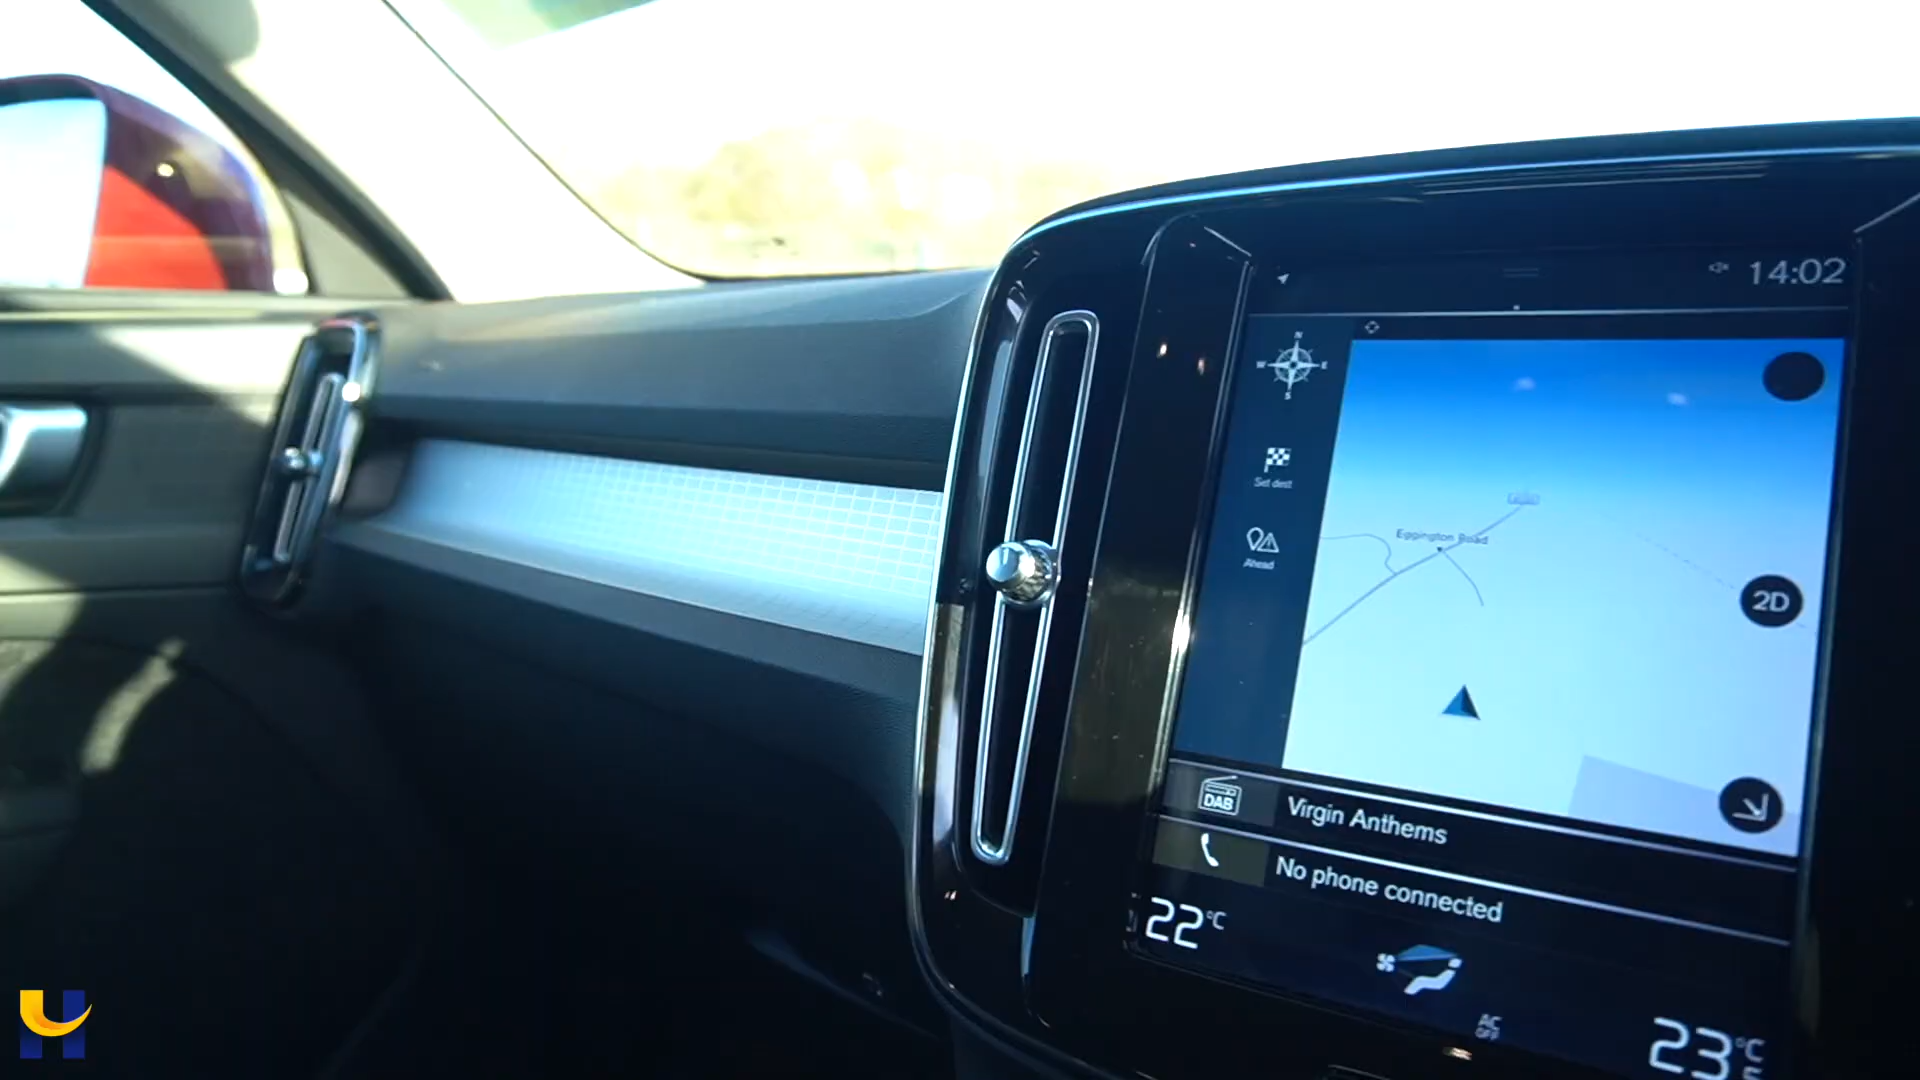 14:02
N
W E
S
Set dest
Eggington Road
Ahead
2D
DAB
Virgin Anthems
No phone connected
22°C
AC
OFF
23°C